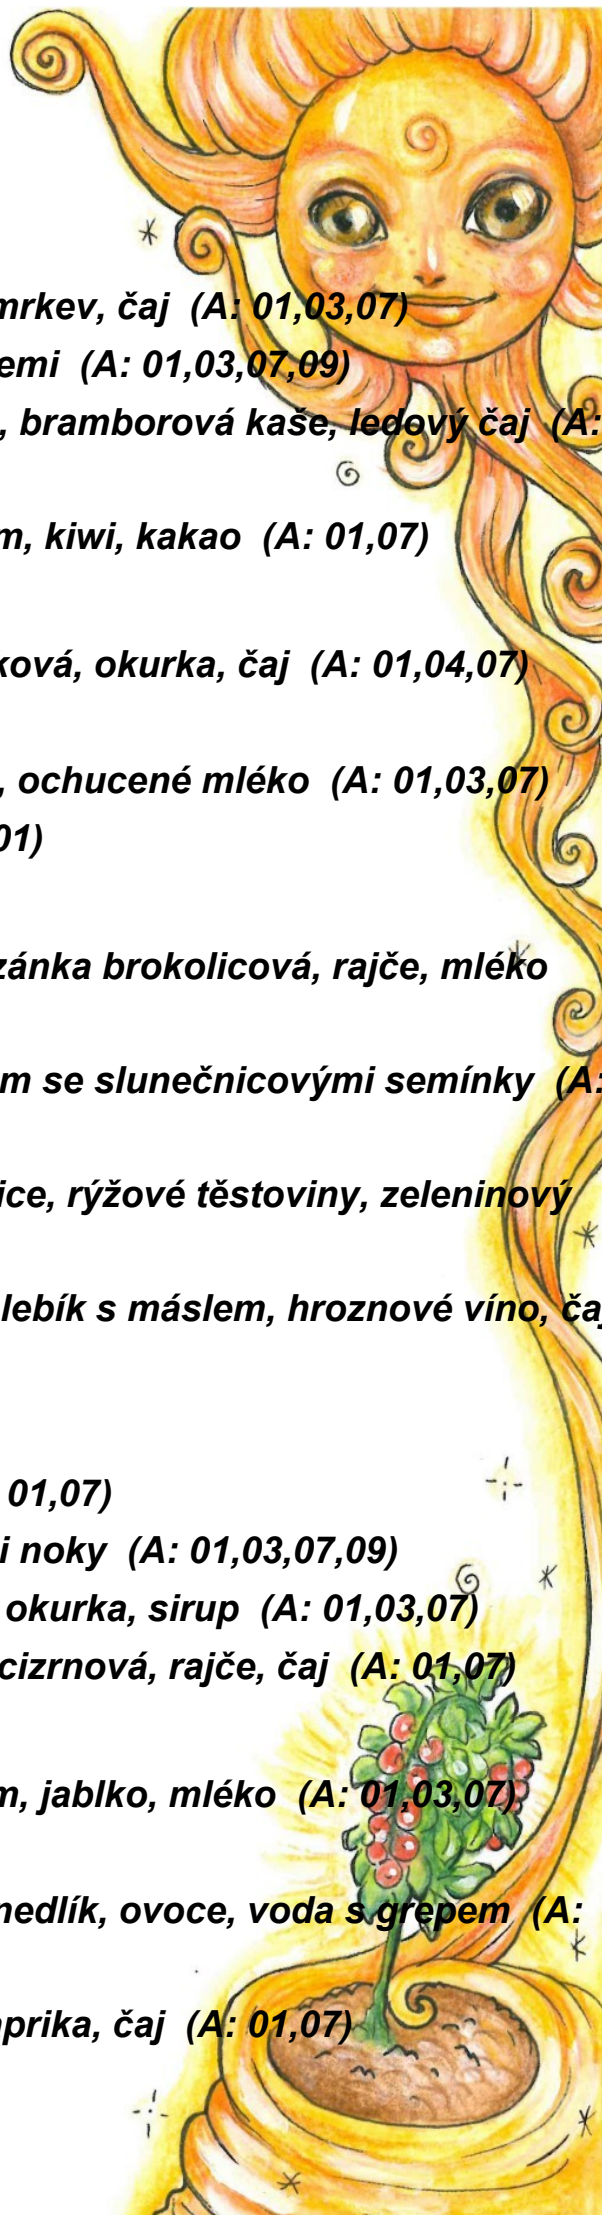 mrkev, čaj (A: 01,03,07)
emi (A: 01,03,07,09)
, bramborová kaše, ledový čaj (A:
m, kiwi, kakao (A: 01,07)
ková, okurka, čaj (A: 01,04,07)
, ochucené mléko (A: 01,03,07)
01)
zánka brokolicová, rajče, mléko
m se slunečnicovými semínky (A:
ice, rýžové těstoviny, zeleninový
lebík s máslem, hroznové víno, čaj
01,07)
i noky (A: 01,03,07,09)
okurka, sirup (A: 01,03,07)
cizrnová, rajče, čaj (A: 01,07)
m, jablko, mléko (A: 01,03,07)
nedlík, ovoce, voda s grepem (A:
aprika, čaj (A: 01,07)